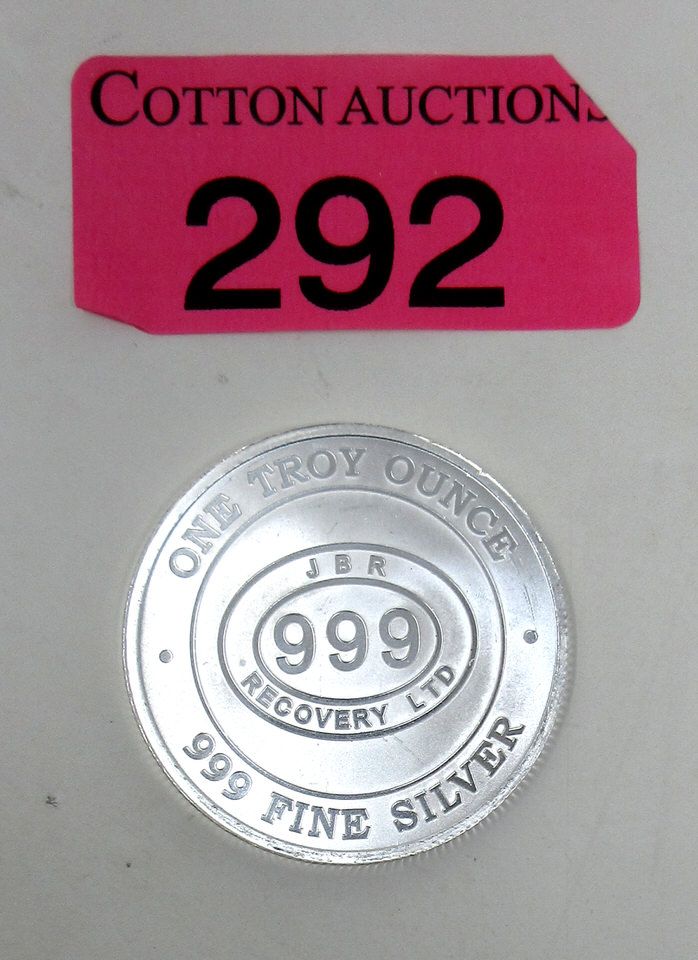 COTTON AUCTIONS
292
ONE TROY OUNCE
JBR
999
RECOVERY LTD
999 FINE SILVER